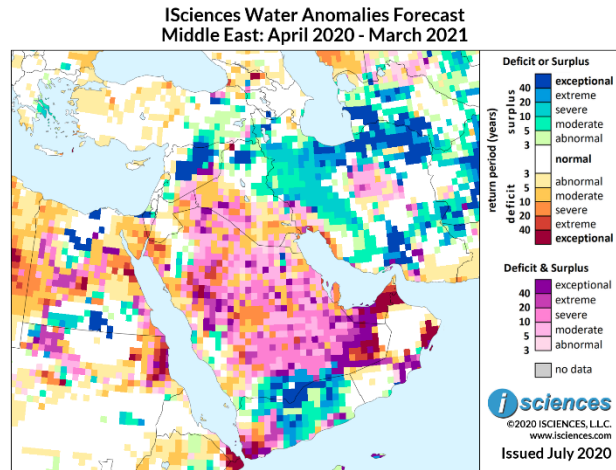 ISciences Water Anomalies Forecast
Middle East: April 2020 - March 2021
Deficit or Surplus
return period (years)
surplus
deficit
40
20
10
5
3
3
5
10
20
40
exceptional
extreme
severe
moderate
abnormal
normal
abnormal
moderate
severe
extreme
exceptional
Deficit & Surplus
40
20
10
5
3
exceptional
extreme
severe
moderate
abnormal
no data
i sciences
©2020 ISCIENCES, L.L.C.
www.isciences.com
Issued July 2020